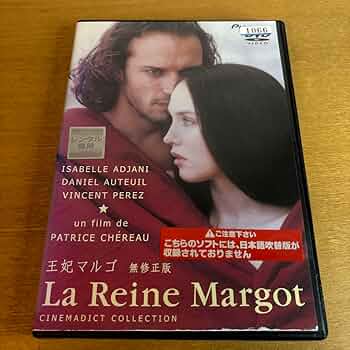 1066
DVD
VIDEO
レンタル
専用
ISABELLE ADJANI
DANIEL AUTEUIL
VINCENT PEREZ
un film de
PATRICE CHÉREAU
ご注意下さい
こちらのソフトには、日本語吹替版が
収録されておりません
王妃マルゴ 無修正版
La Reine Margot
CINEMADICT COLLECTION